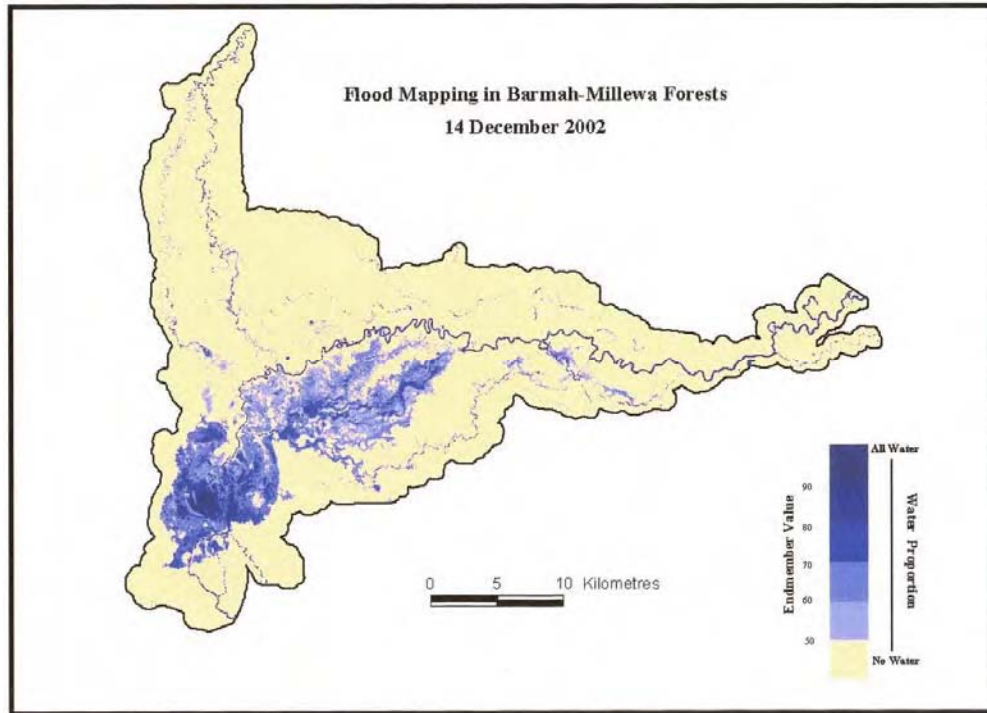 Flood Mapping in Barmah-Millewa Forests
14 December 2002
0 5 10 Kilometres
All Water
90
80
70
60
50
No Water
Endmember Value
Water Proportion